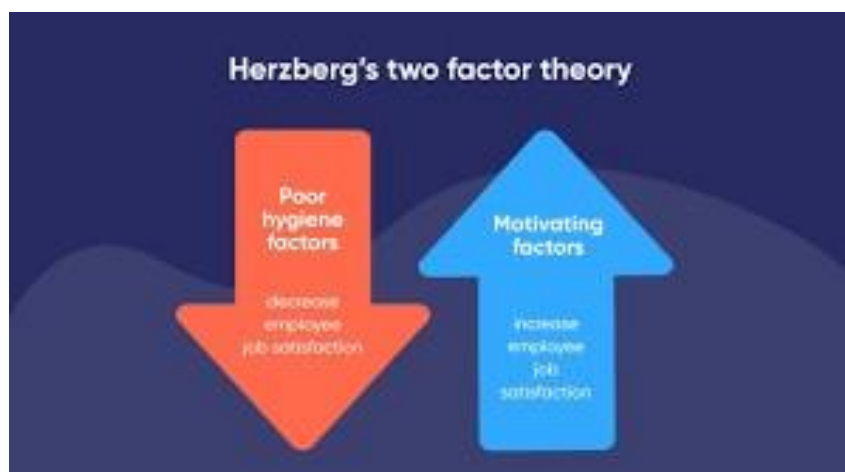 Herzberg's two factor theory
Poor
hygiene
factors
decrease
employee
job satisfaction
Motivating
factors
increase
employee
job
satisfaction